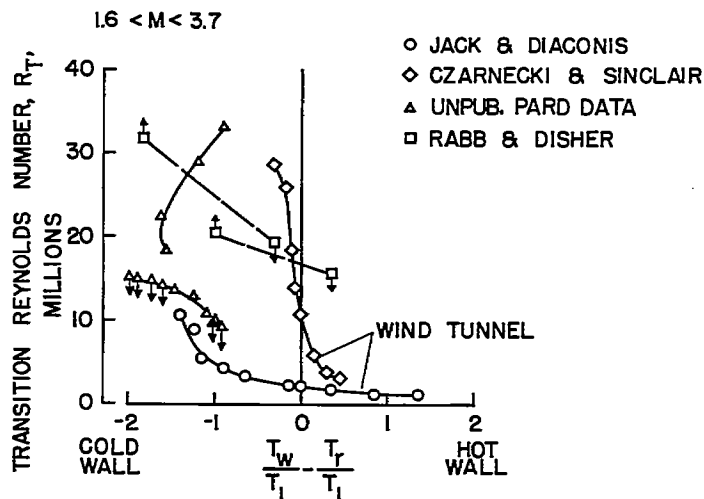 1.6 < M < 3.7
JACK & DIACONIS
CZARNECKI & SINCLAIR
UNPUB. PARD DATA
RABB & DISHER
TRANSITION REYNOLDS NUMBER, R_T,
MILLIONS
40
30
20
10
0
WIND TUNNEL
-2 -1 0 1 2
COLD
WALL
T_w/T_1 - T_r/T_1
HOT
WALL